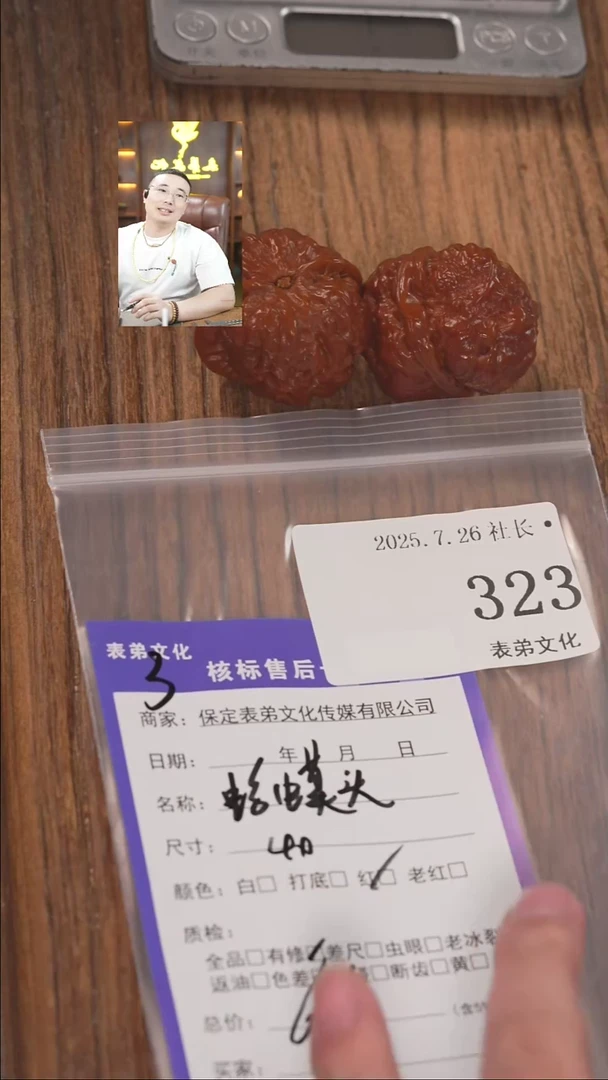 2025.7.26 社长 •
323
表弟文化
表弟文化
核标售后
3
商家：保定表弟文化传媒有限公司
日期： 年 月 日
名称： 头
尺寸： 40
颜色：白□ 打底□ 红☑ 老红□
质检：
全品□有修□差尺□虫眼□老冰裂
返油□色差 □断齿□黄□
总价：
买家：